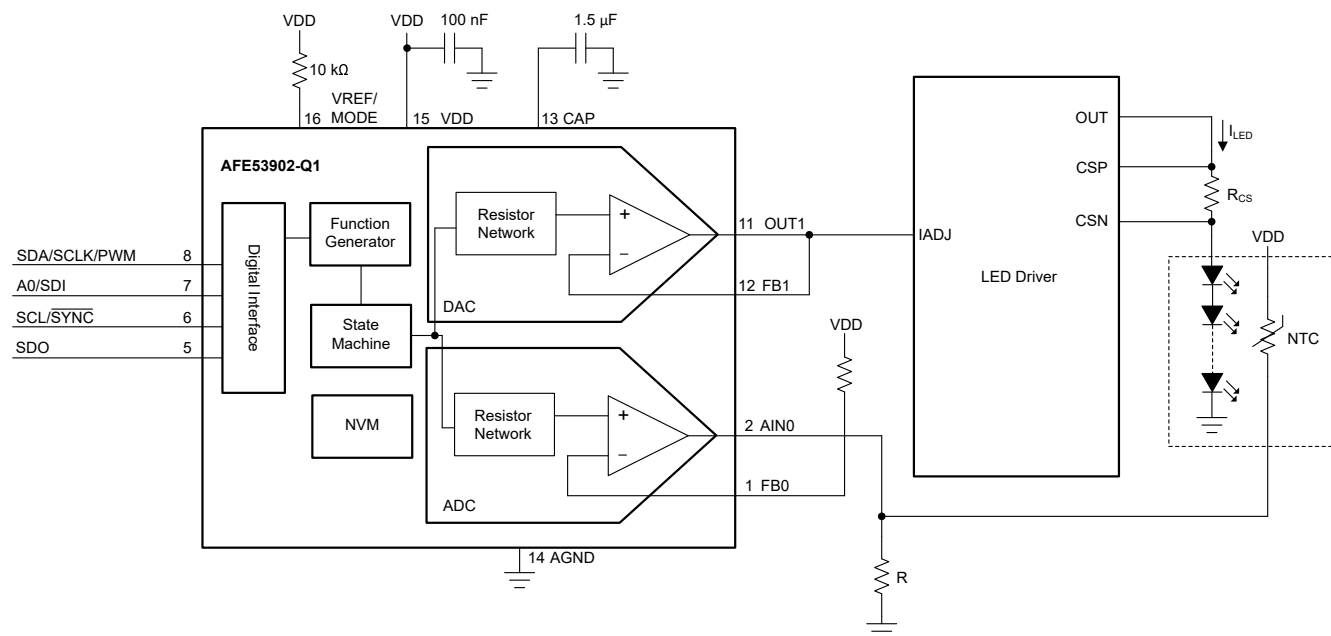 VDD
10 kΩ
VDD
100 nF
1.5 µF
16
VREF/
MODE
15 VDD
13 CAP
AFE53902-Q1
Digital Interface
Function
Generator
State
Machine
NVM
SDA/SCLK/PWM 8
A0/SDI 7
SCL/S̅Y̅N̅C̅ 6
SDO 5
Resistor
Network
+
−
DAC
11 OUT1
12 FB1
Resistor
Network
+
−
ADC
2 AIN0
1 FB0
14 AGND
VDD
R
IADJ
LED Driver
OUT
CSP
CSN
ILED
RCS
VDD
NTC